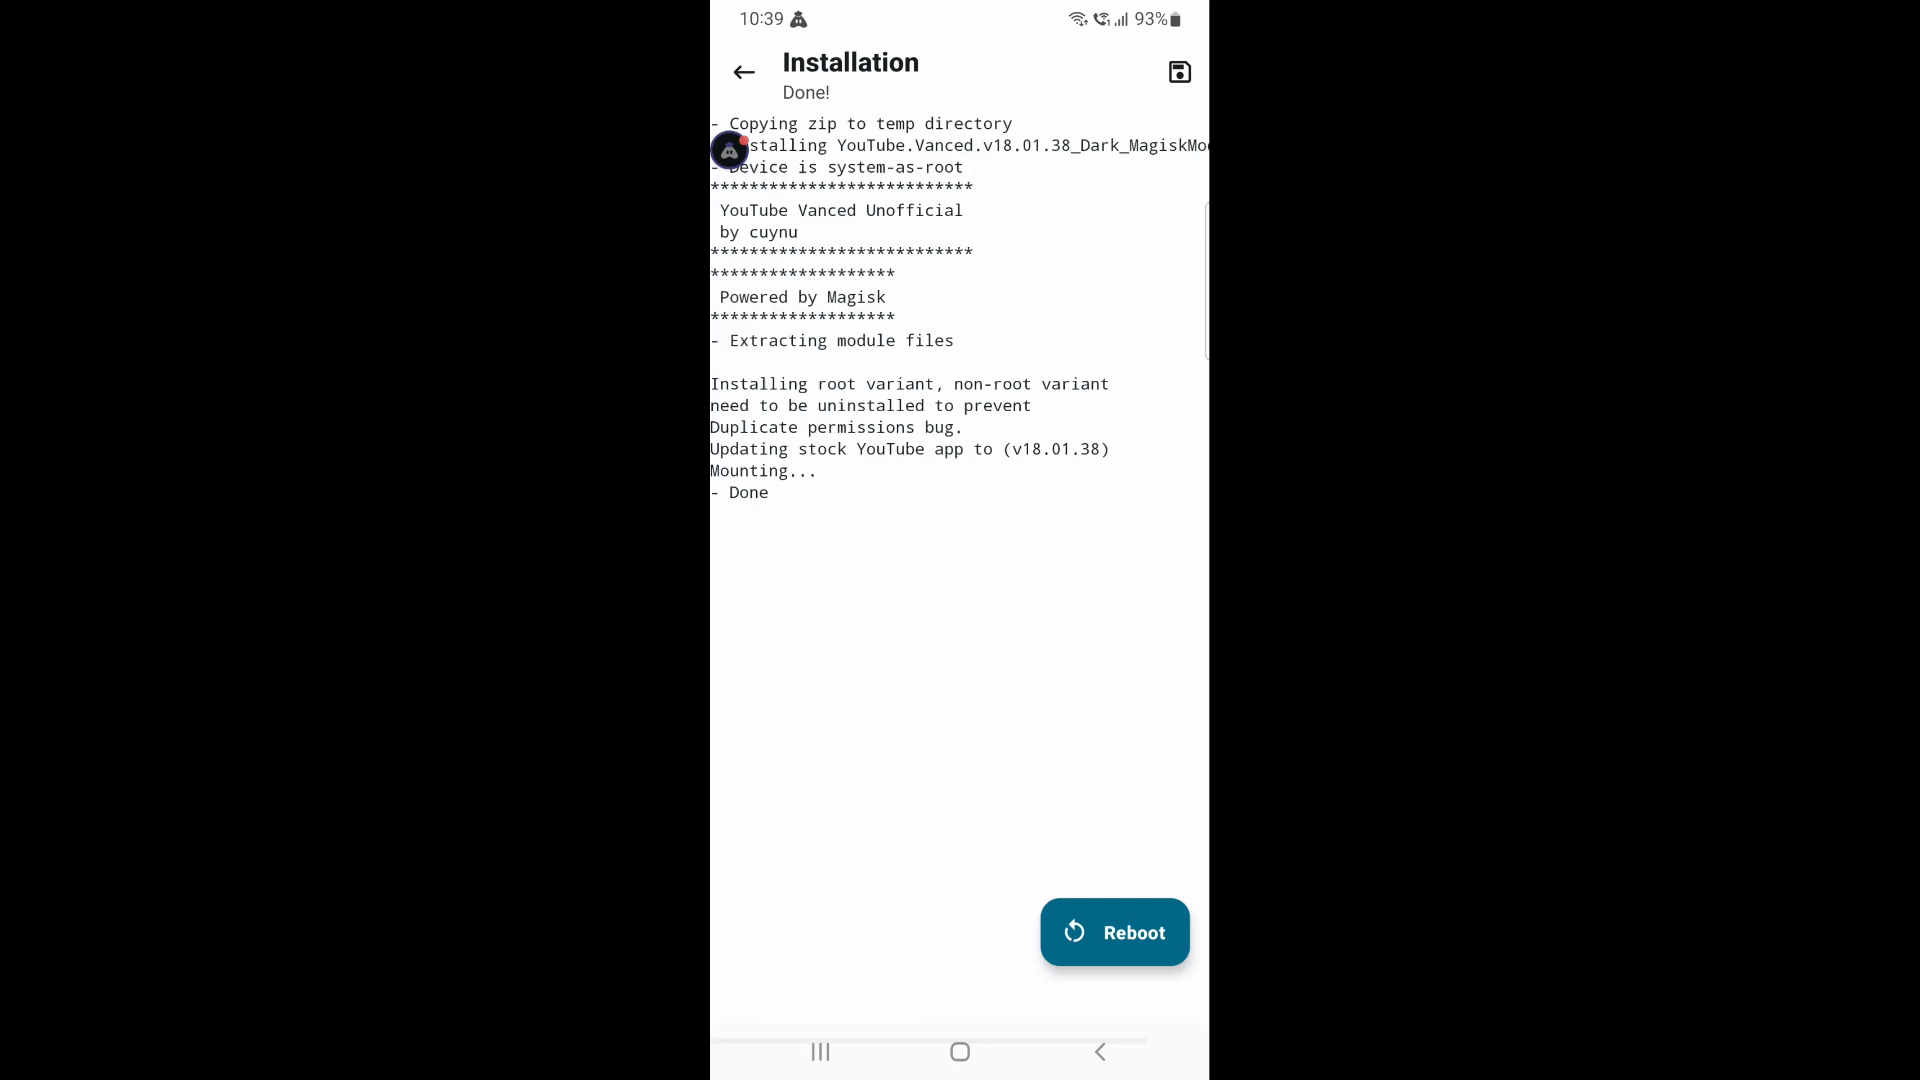 10:39 93%
Installation
Done!
- Copying zip to temp directory
stalling YouTube.Vanced.v18.01.38_Dark_MagiskMo
- Device is system-as-root
***************************
YouTube Vanced Unofficial
by cuynu
***************************
*******************
Powered by Magisk
*******************
- Extracting module files
Installing root variant, non-root variant
need to be uninstalled to prevent
Duplicate permissions bug.
Updating stock YouTube app to (v18.01.38)
Mounting...
- Done
Reboot